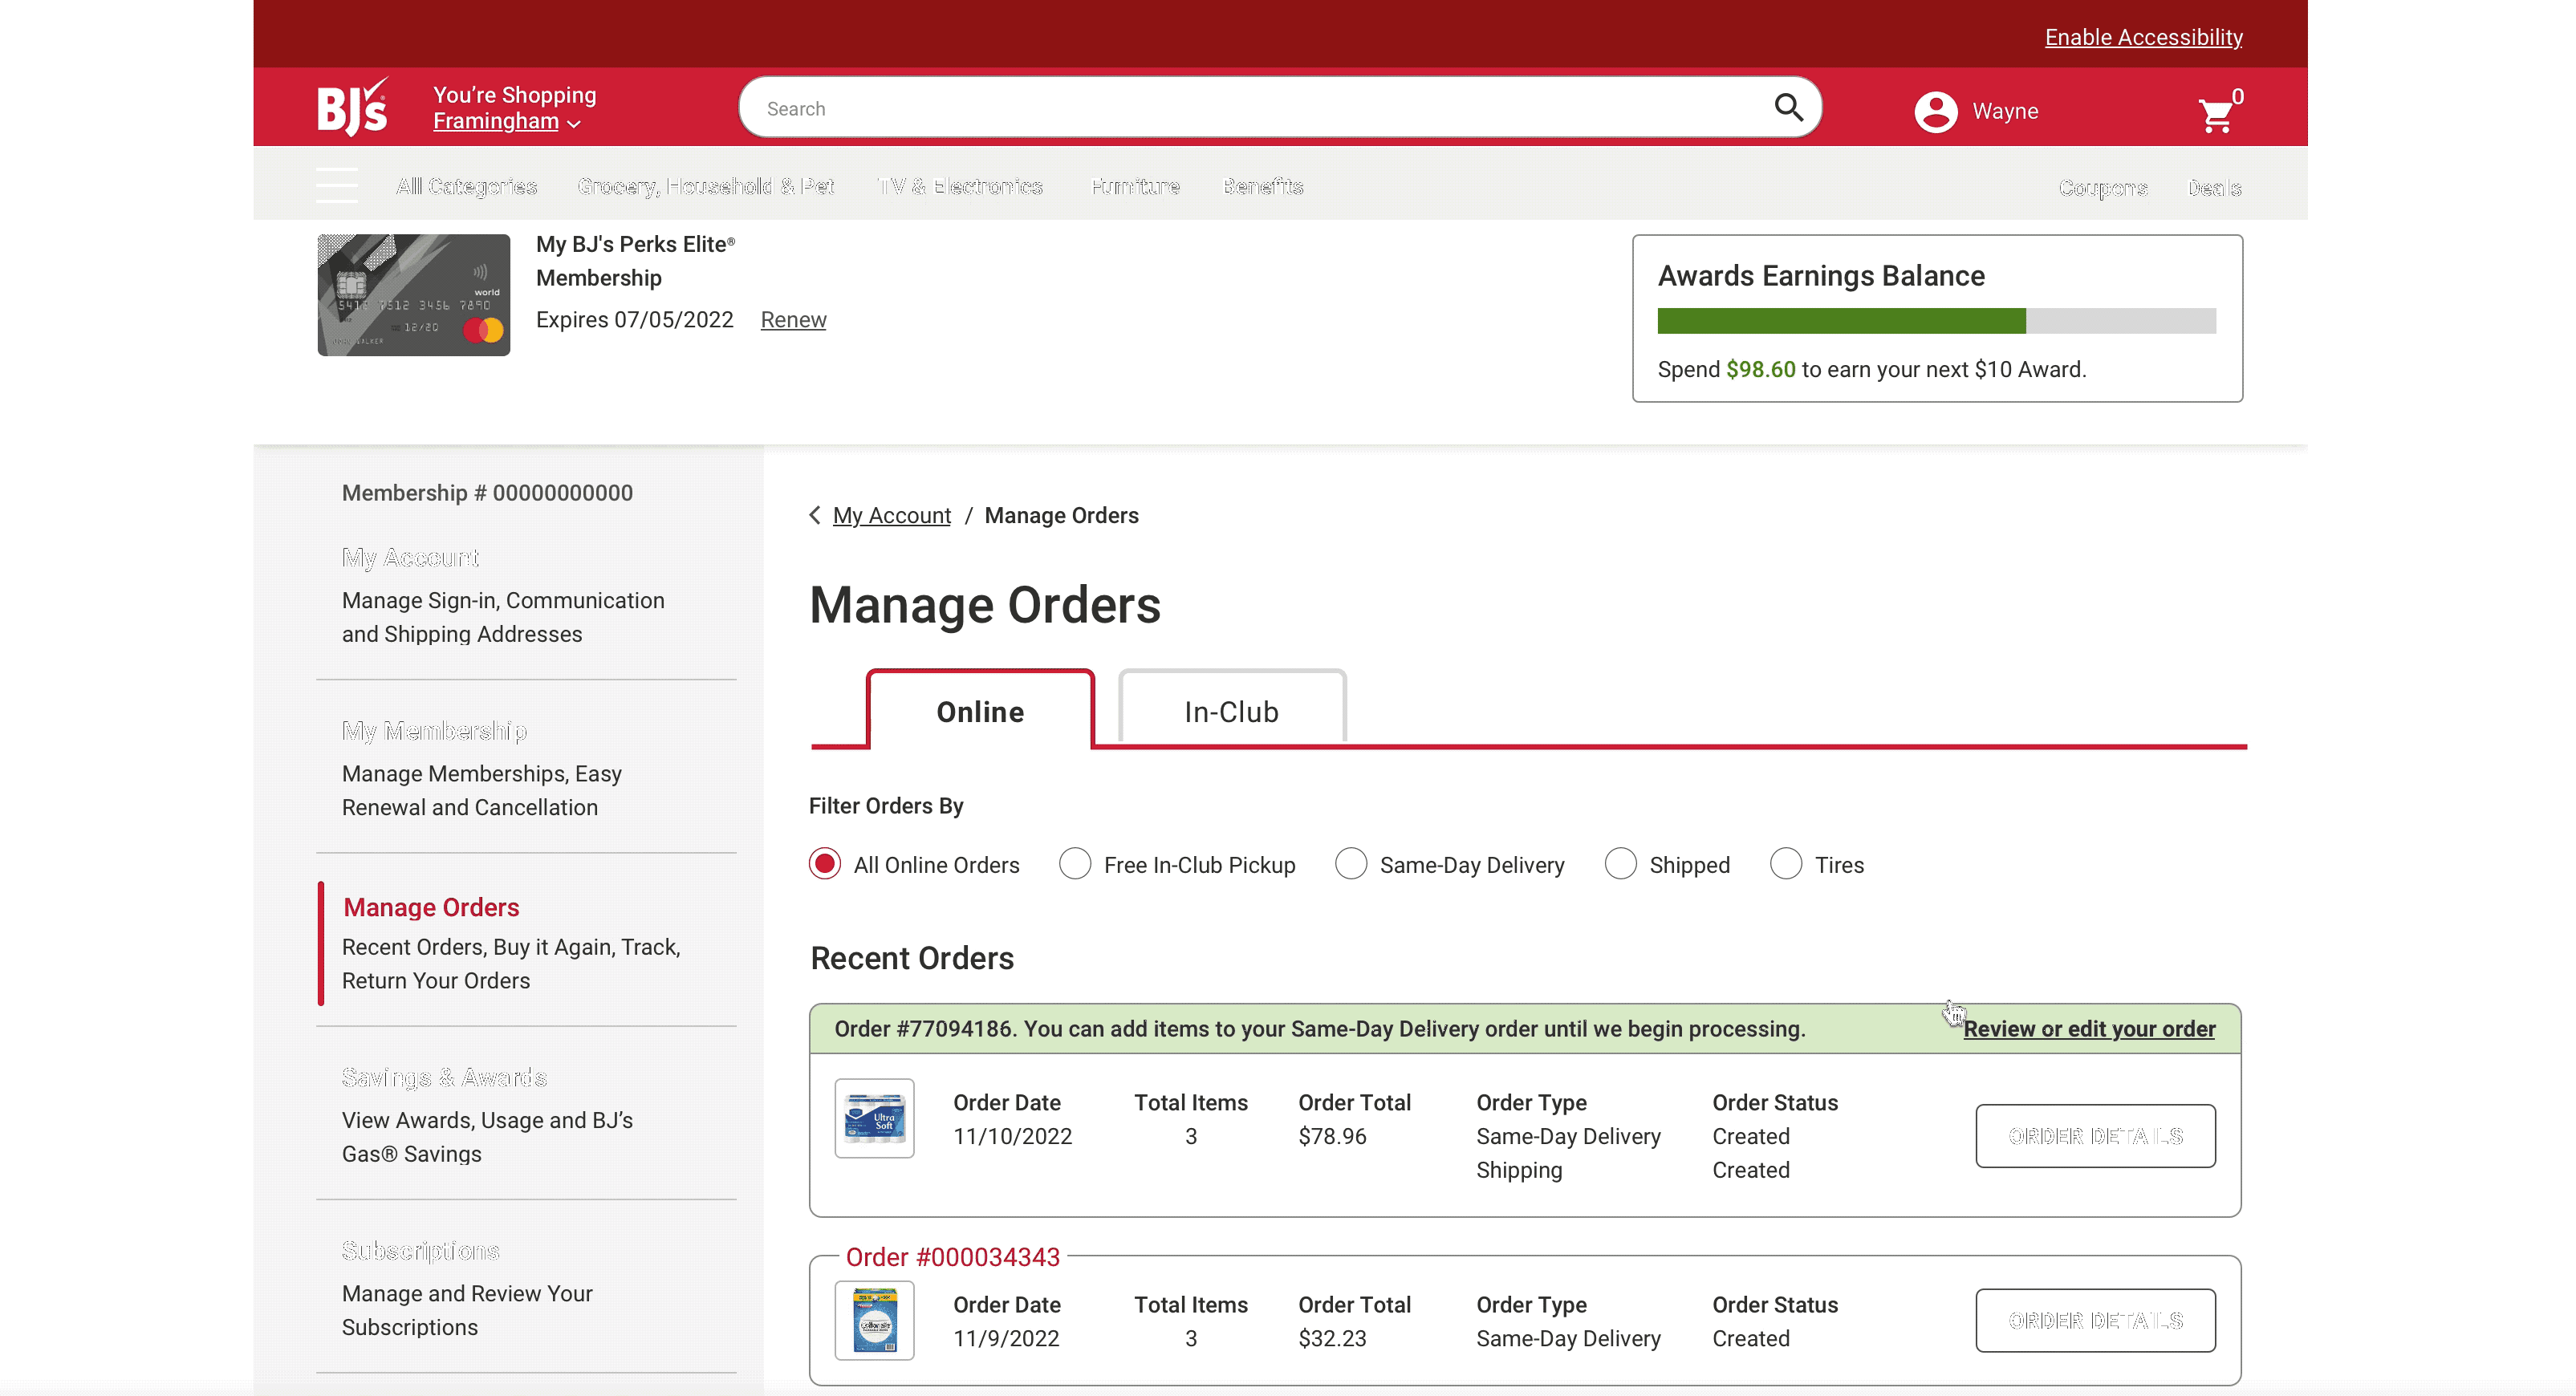 Enable Accessibility
BJ's
You're Shopping
Framingham
Search
Wayne
0
All Categories
Grocery, Household & Pet
TV & Electronics
Furniture
Benefits
Coupons
Deals
world
5412 7512 3456 7890
12/20
My BJ's Perks Elite®
Membership
Expires 07/05/2022 Renew
Awards Earnings Balance
Spend $98.60 to earn your next $10 Award.
Membership # 00000000000
My Account
Manage Sign-in, Communication
and Shipping Addresses
My Membership
Manage Memberships, Easy
Renewal and Cancellation
Manage Orders
Recent Orders, Buy it Again, Track,
Return Your Orders
Savings & Awards
View Awards, Usage and BJ's
Gas® Savings
Subscriptions
Manage and Review Your
Subscriptions
My Account / Manage Orders
Manage Orders
Online
In-Club
Filter Orders By
All Online Orders
Free In-Club Pickup
Same-Day Delivery
Shipped
Tires
Recent Orders
Order #77094186. You can add items to your Same-Day Delivery order until we begin processing.
Review or edit your order
Ultra
Soft
Order Date Total Items Order Total Order Type Order Status
11/10/2022 3 $78.96 Same-Day Delivery Created
Shipping Created
ORDER DETAILS
Order #000034343
Order Date Total Items Order Total Order Type Order Status
11/9/2022 3 $32.23 Same-Day Delivery Created
ORDER DETAILS